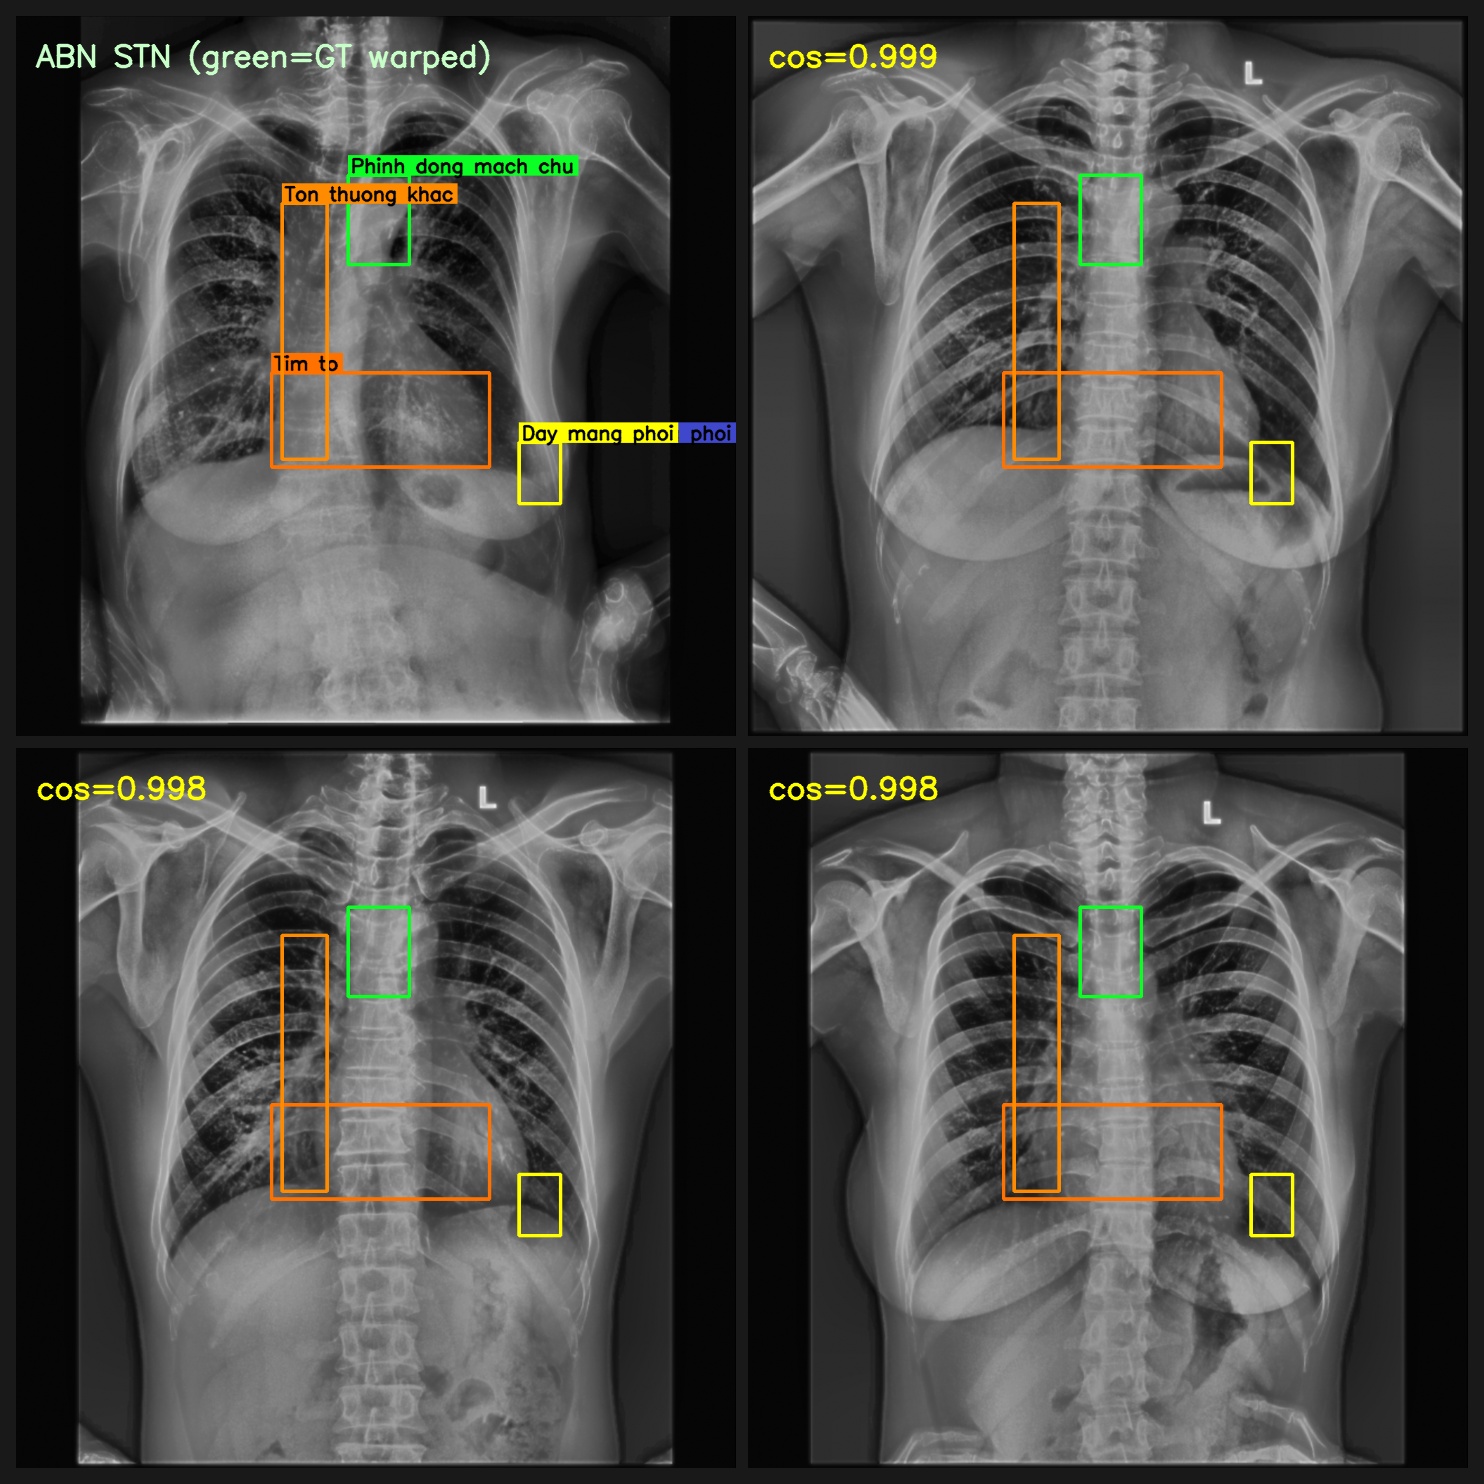 ABN STN (green=GT warped)
Phinh dong mach chu
Ton thuong khac
Tim to
Day mang phoi phoi
cos=0.999
L
cos=0.998
L
cos=0.998
L